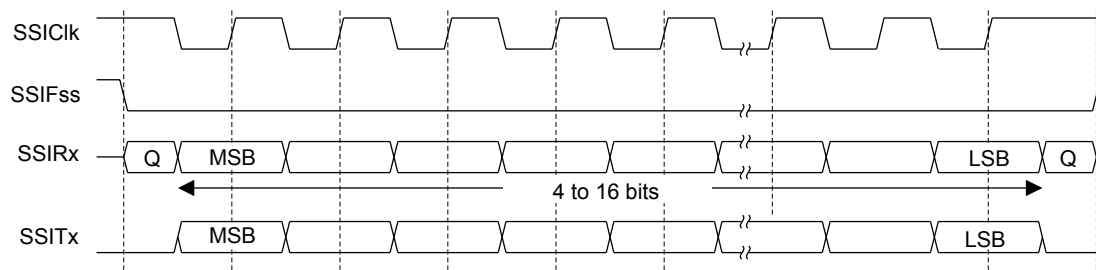 SSIClk
SSIFss
SSIRx Q MSB LSB Q
4 to 16 bits
SSITx MSB LSB